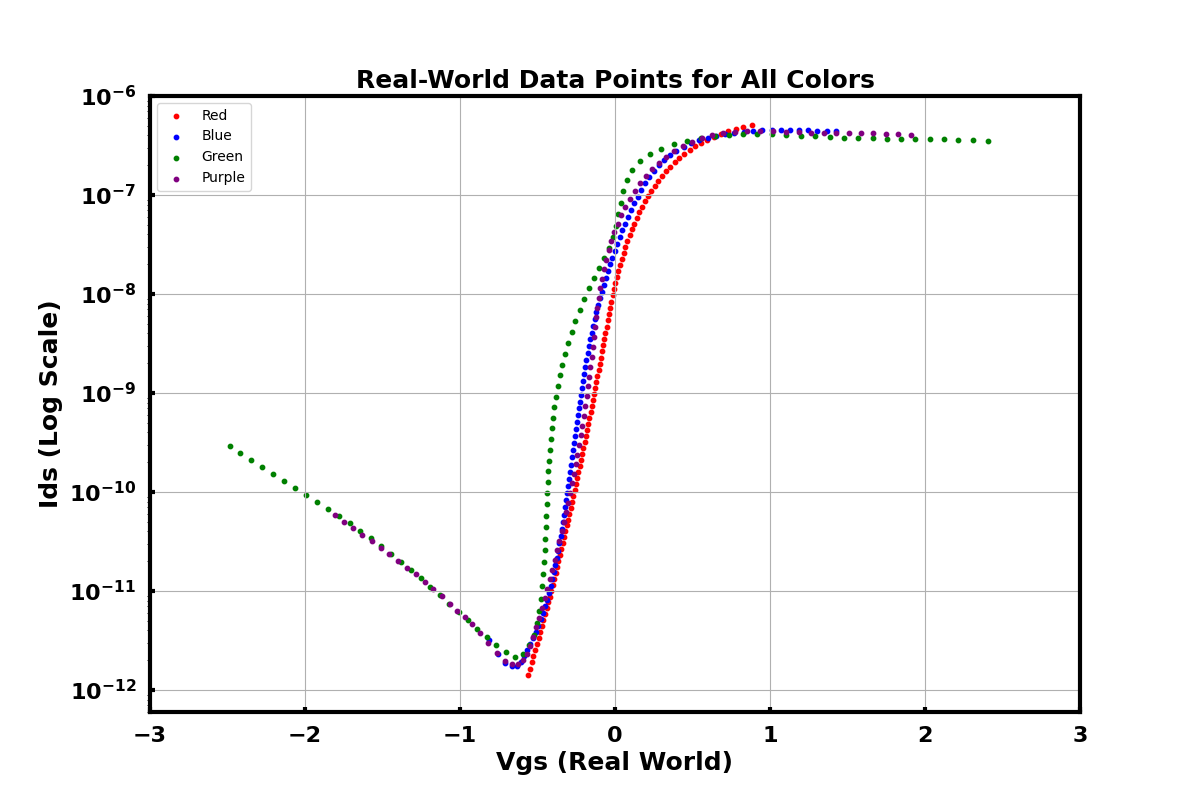 Real-World Data Points for All Colors
Red
Blue
Green
Purple
10⁻⁶
10⁻⁷
10⁻⁸
10⁻⁹
10⁻¹⁰
10⁻¹¹
10⁻¹²
Ids (Log Scale)
−3 −2 −1 0 1 2 3
Vgs (Real World)